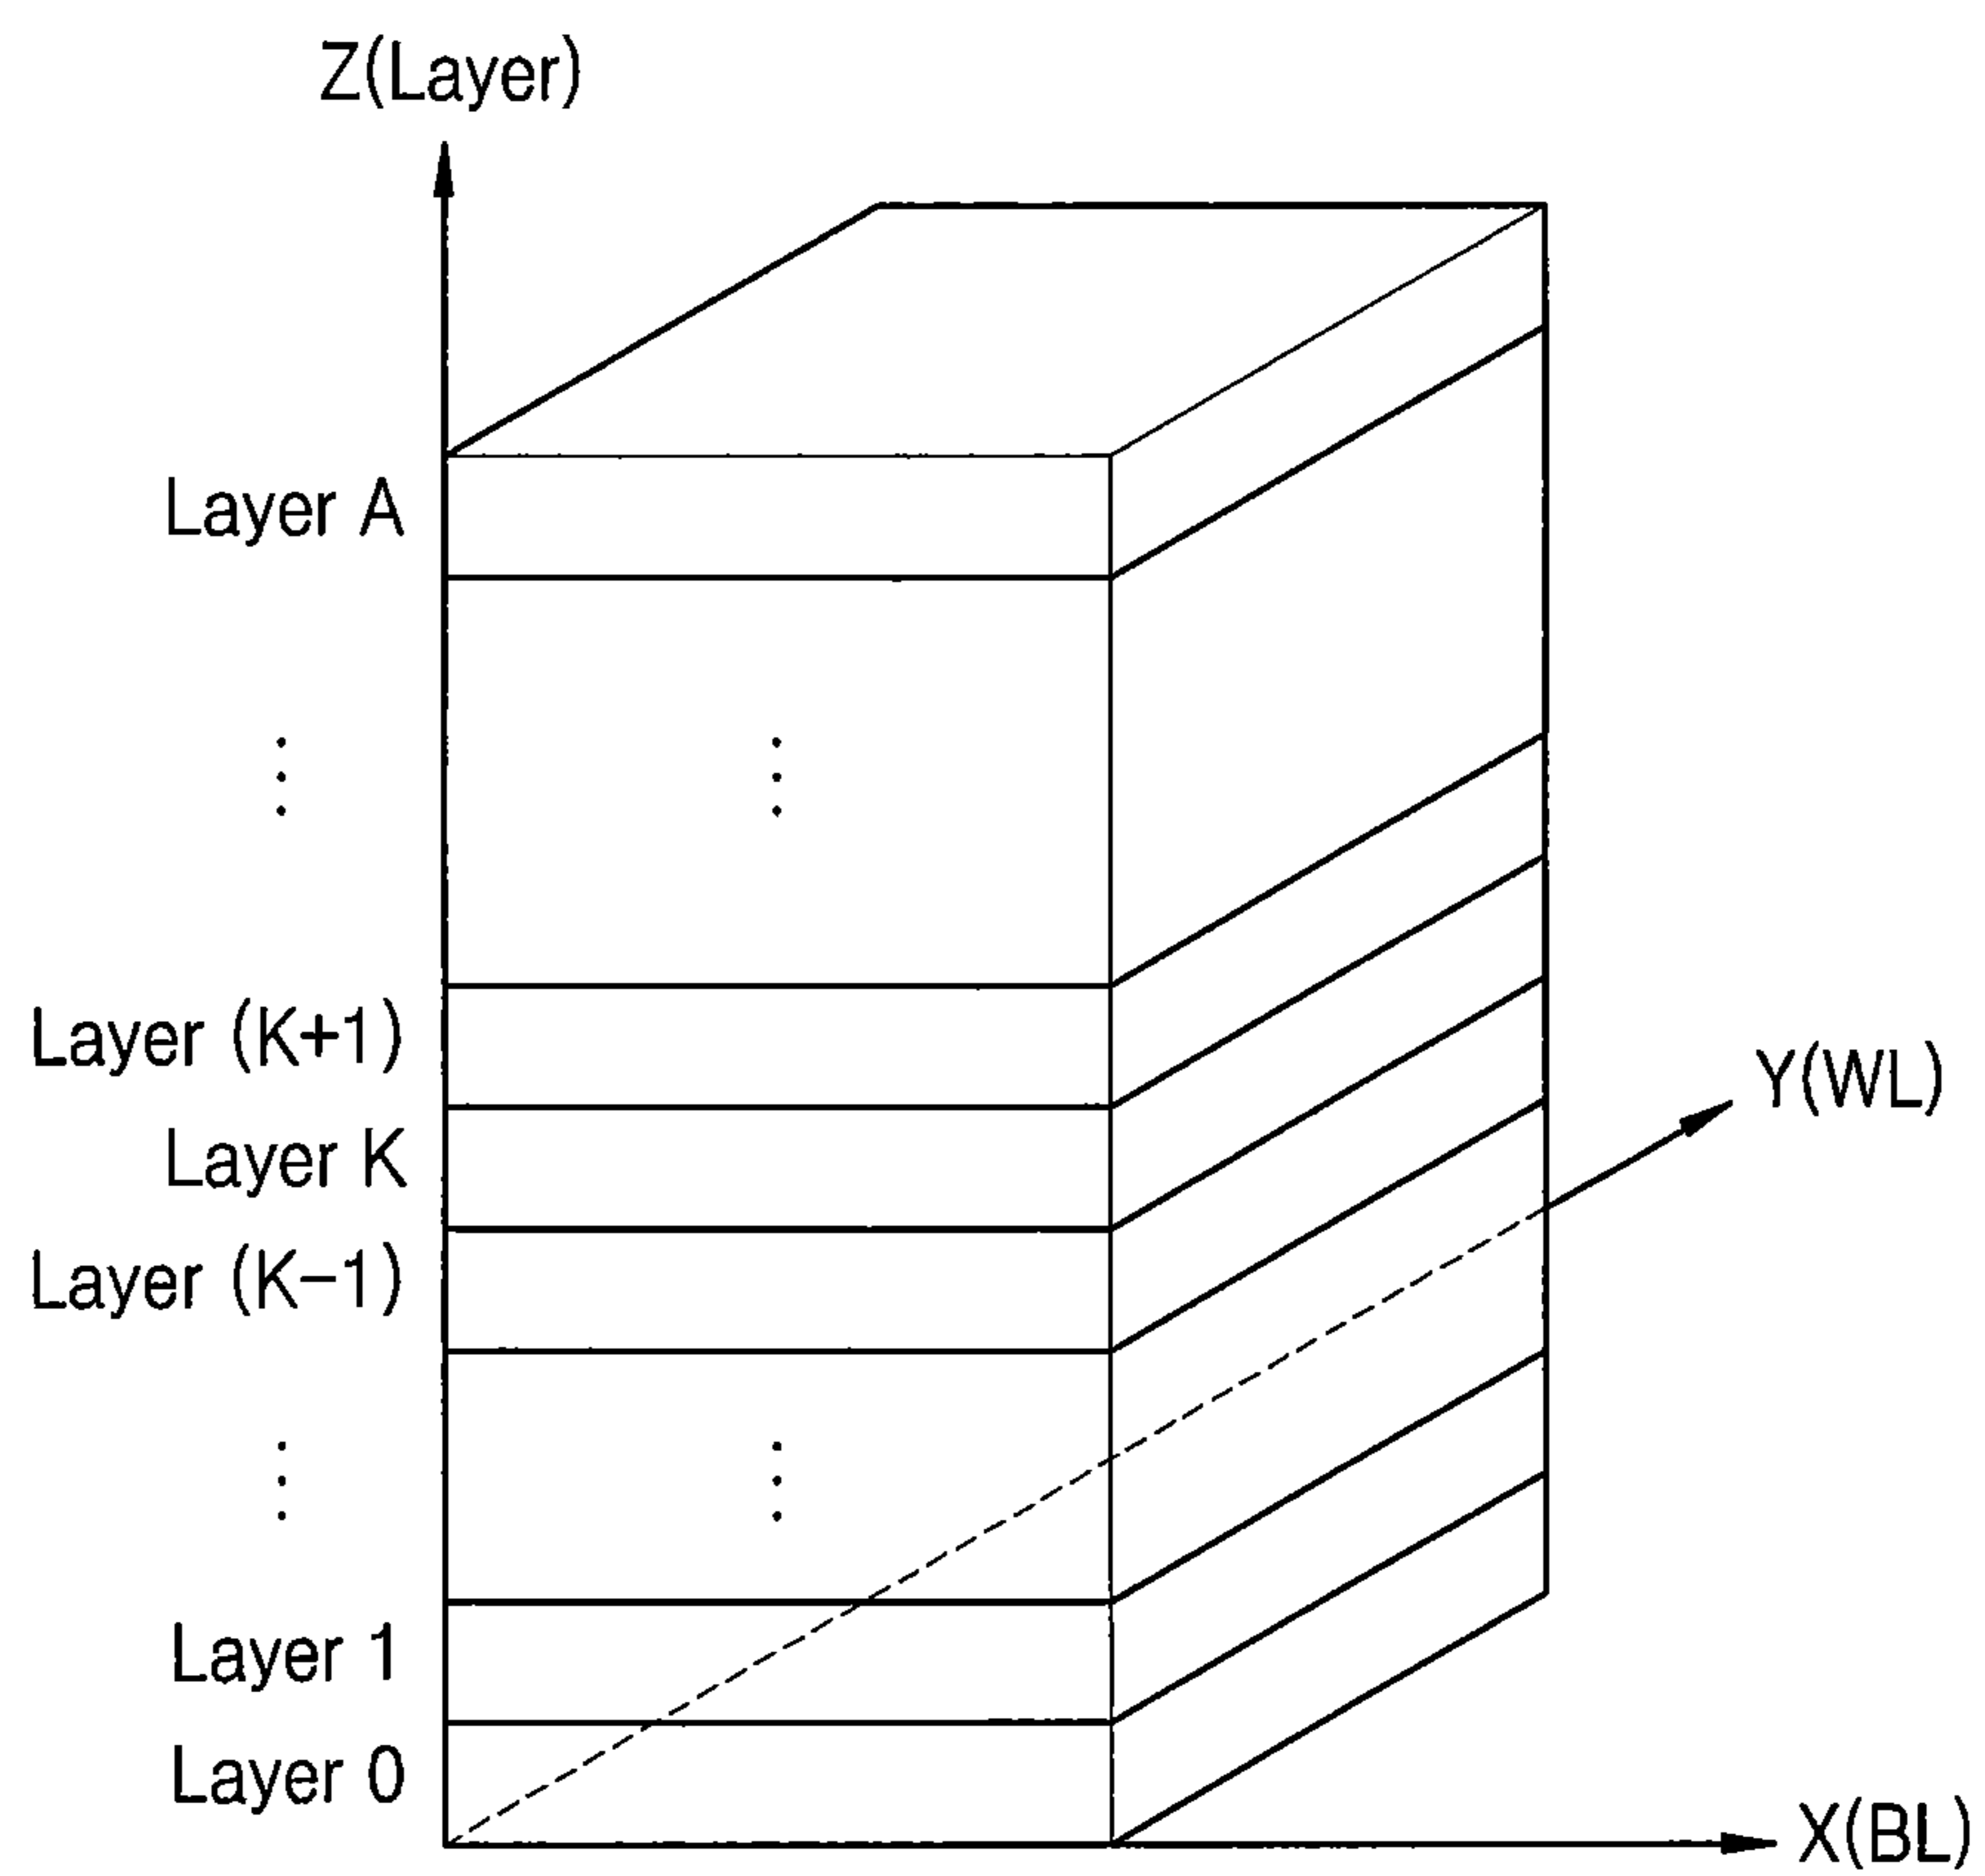 Z(Layer)
Layer A
Layer (K+1)
Y(WL)
Layer K
Layer (K−1)
Layer 1
Layer 0
X(BL)